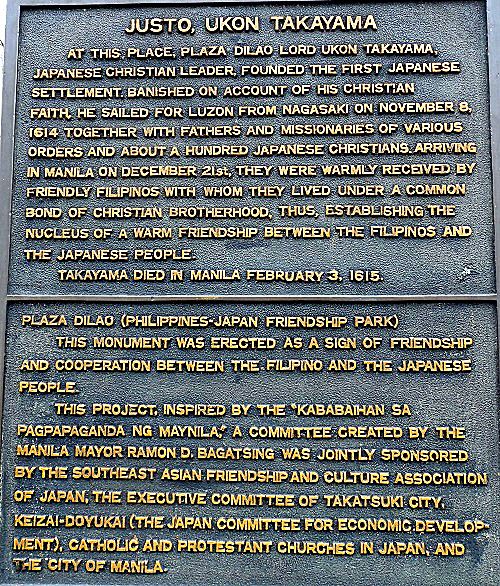 JUSTO, UKON TAKAYAMA
AT THIS PLACE, PLAZA DILAO LORD UKON TAKAYAMA,
JAPANESE CHRISTIAN LEADER, FOUNDED THE FIRST JAPANESE
SETTLEMENT. BANISHED ON ACCOUNT OF HIS CHRISTIAN
FAITH, HE SAILED FOR LUZON FROM NAGASAKI ON NOVEMBER 8,
1614 TOGETHER WITH FATHERS AND MISSIONARIES OF VARIOUS
ORDERS AND ABOUT A HUNDRED JAPANESE CHRISTIANS. ARRIVING
IN MANILA ON DECEMBER 21st, THEY WERE WARMLY RECEIVED BY
FRIENDLY FILIPINOS WITH WHOM THEY LIVED UNDER A COMMON
BOND OF CHRISTIAN BROTHERHOOD, THUS, ESTABLISHING THE
NUCLEUS OF A WARM FRIENDSHIP BETWEEN THE FILIPINOS AND
THE JAPANESE PEOPLE.
TAKAYAMA DIED IN MANILA FEBRUARY 3, 1615.
PLAZA DILAO (PHILIPPINES-JAPAN FRIENDSHIP PARK)
THIS MONUMENT WAS ERECTED AS A SIGN OF FRIENDSHIP
AND COOPERATION BETWEEN THE FILIPINO AND THE JAPANESE
PEOPLE.
THIS PROJECT, INSPIRED BY THE "KABABAIHAN SA
PAGPAPAGANDA NG MAYNILA," A COMMITTEE CREATED BY THE
MANILA MAYOR RAMON D. BAGATSING WAS JOINTLY SPONSORED
BY THE SOUTHEAST ASIAN FRIENDSHIP AND CULTURE ASSOCIATION
OF JAPAN, THE EXECUTIVE COMMITTEE OF TAKATSUKI CITY,
KEIZAI-DOYUKAI (THE JAPAN COMMITTEE FOR ECONOMIC DEVELOP-
MENT), CATHOLIC AND PROTESTANT CHURCHES IN JAPAN, AND
THE CITY OF MANILA.